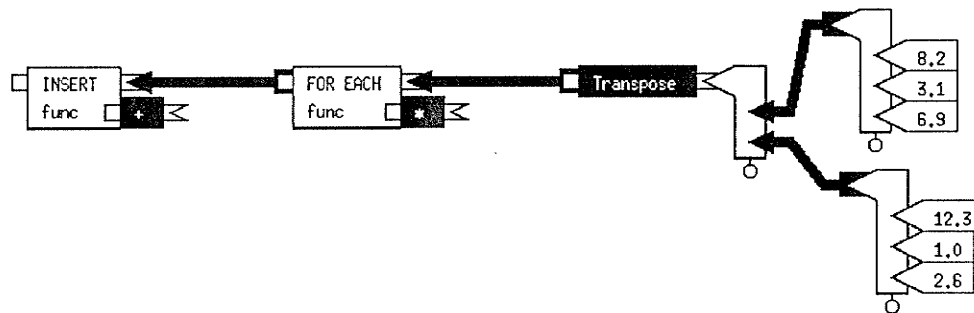 INSERT
func
+
FOR EACH
func
Transpose
8.2
3.1
6.9
12.3
1.0
2.6